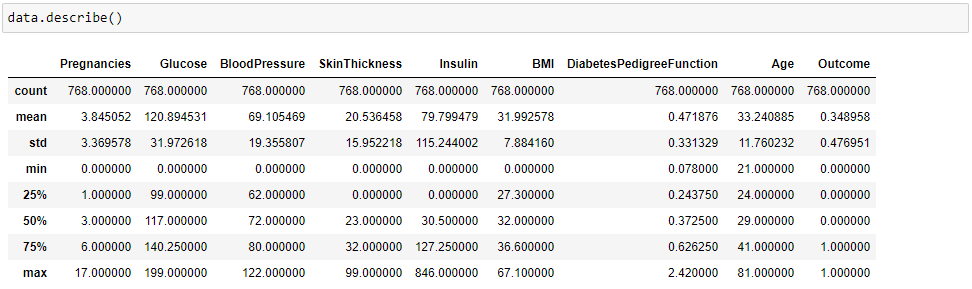 data.describe()
Pregnancies Glucose BloodPressure SkinThickness Insulin BMI DiabetesPedigreeFunction Age Outcome
count 768.000000 768.000000 768.000000 768.000000 768.000000 768.000000 768.000000 768.000000 768.000000
mean 3.845052 120.894531 69.105469 20.536458 79.799479 31.992578 0.471876 33.240885 0.348958
std 3.369578 31.972618 19.355807 15.952218 115.244002 7.884160 0.331329 11.760232 0.476951
min 0.000000 0.000000 0.000000 0.000000 0.000000 0.000000 0.078000 21.000000 0.000000
25% 1.000000 99.000000 62.000000 0.000000 0.000000 27.300000 0.243750 24.000000 0.000000
50% 3.000000 117.000000 72.000000 23.000000 30.500000 32.000000 0.372500 29.000000 0.000000
75% 6.000000 140.250000 80.000000 32.000000 127.250000 36.600000 0.626250 41.000000 1.000000
max 17.000000 199.000000 122.000000 99.000000 846.000000 67.100000 2.420000 81.000000 1.000000